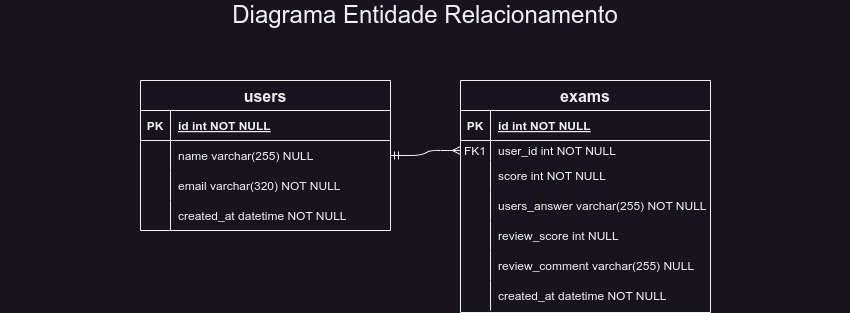 Diagrama Entidade Relacionamento
users
PK id int NOT NULL
name varchar(255) NULL
email varchar(320) NOT NULL
created_at datetime NOT NULL
exams
PK id int NOT NULL
FK1 user_id int NOT NULL
score int NOT NULL
users_answer varchar(255) NOT NULL
review_score int NULL
review_comment varchar(255) NULL
created_at datetime NOT NULL